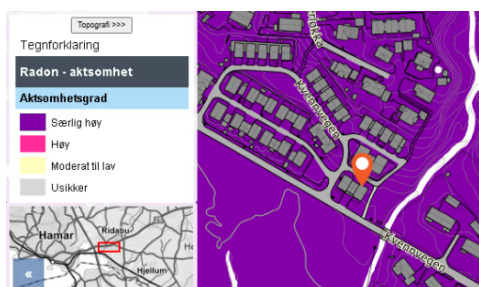 Topografi >>>
Tegnforklaring
Radon - aktsomhet
Aktsomhetsgrad
Særlig høy
Høy
Moderat til lav
Usikker
Hamar
Ridabu
Hjellum
«
Kvennvegen
Kvennvegen